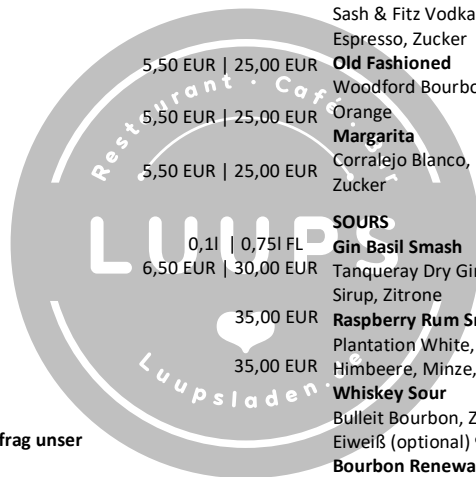 Sash & Fitz Vodka
Espresso, Zucker
5,50 EUR | 25,00 EUR
Old Fashioned
Woodford Bourbo
5,50 EUR | 25,00 EUR
Orange
Margarita
Corralejo Blanco,
5,50 EUR | 25,00 EUR
Zucker
SOURS
0,1l | 0,75l FL
Gin Basil Smash
6,50 EUR | 30,00 EUR
Tanqueray Dry Gin
Sirup, Zitrone
35,00 EUR
Raspberry Rum Sm
Plantation White,
35,00 EUR
Himbeere, Minze,
Whiskey Sour
Bulleit Bourbon, Z
frag unser
Eiweiß (optional)
Bourbon Renewa
Restaurant · Café · Bar
LUUPS
Luupsladen.de